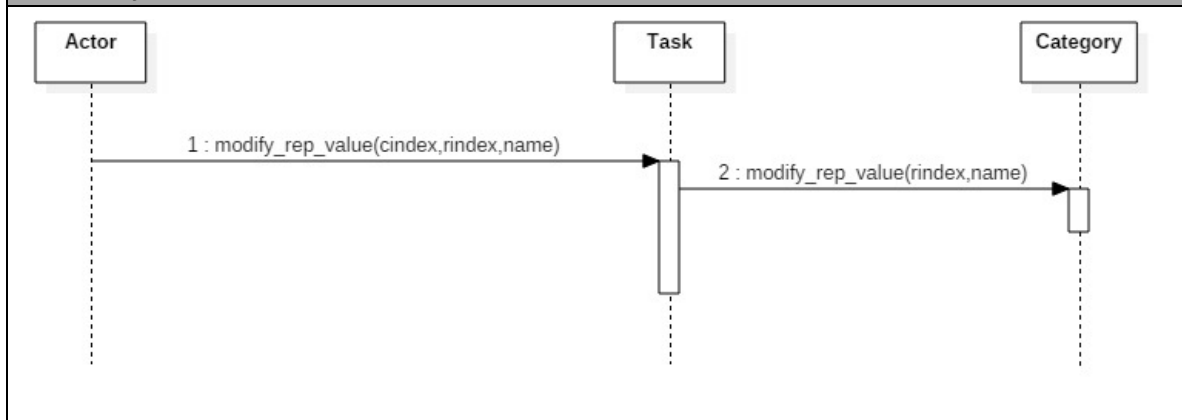 Actor
Task
Category
1 : modify_rep_value(cindex,rindex,name)
2 : modify_rep_value(rindex,name)